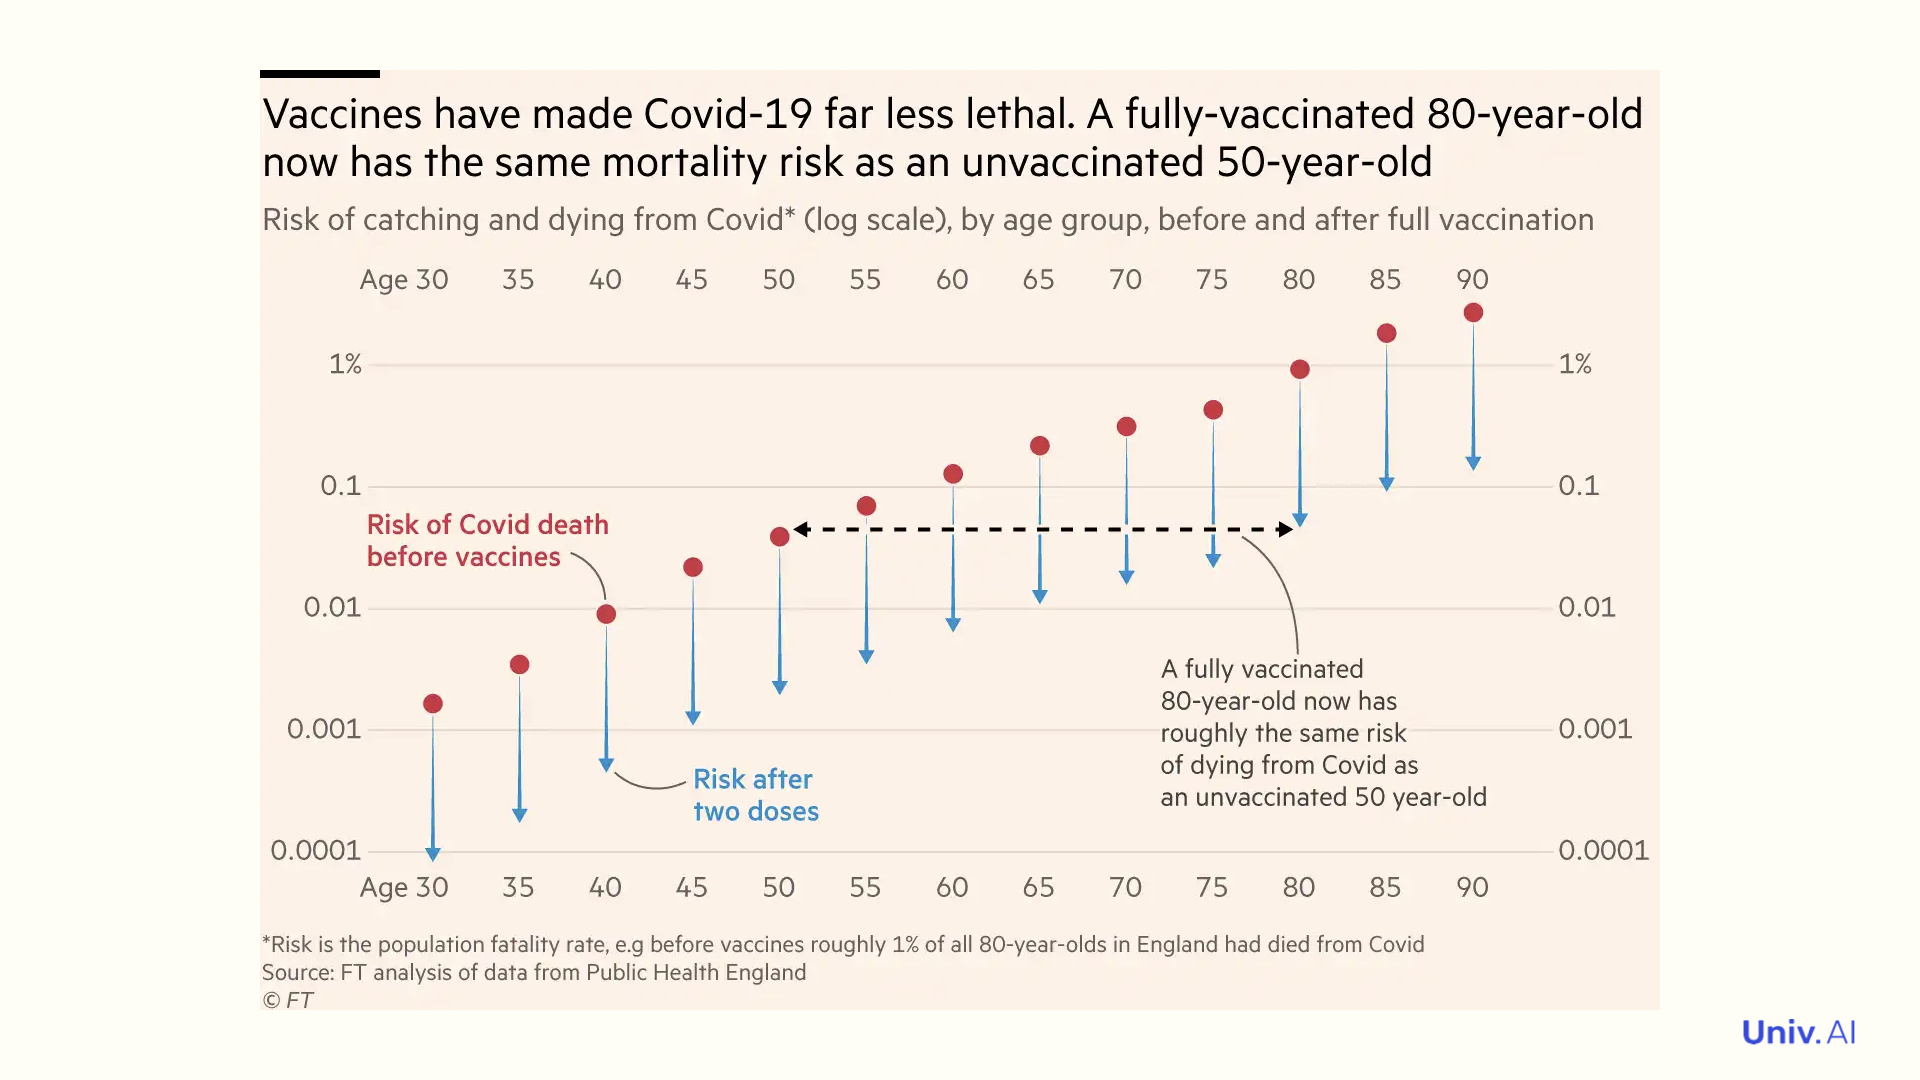 Vaccines have made Covid-19 far less lethal. A fully-vaccinated 80-year-old
now has the same mortality risk as an unvaccinated 50-year-old
Risk of catching and dying from Covid* (log scale), by age group, before and after full vaccination
Age 30 35 40 45 50 55 60 65 70 75 80 85 90
1% 1%
0.1 0.1
Risk of Covid death
before vaccines
0.01 0.01
A fully vaccinated
80-year-old now has
roughly the same risk
of dying from Covid as
an unvaccinated 50 year-old
0.001 0.001
Risk after
two doses
0.0001 0.0001
Age 30 35 40 45 50 55 60 65 70 75 80 85 90
*Risk is the population fatality rate, e.g before vaccines roughly 1% of all 80-year-olds in England had died from Covid
Source: FT analysis of data from Public Health England
© FT
Univ.AI